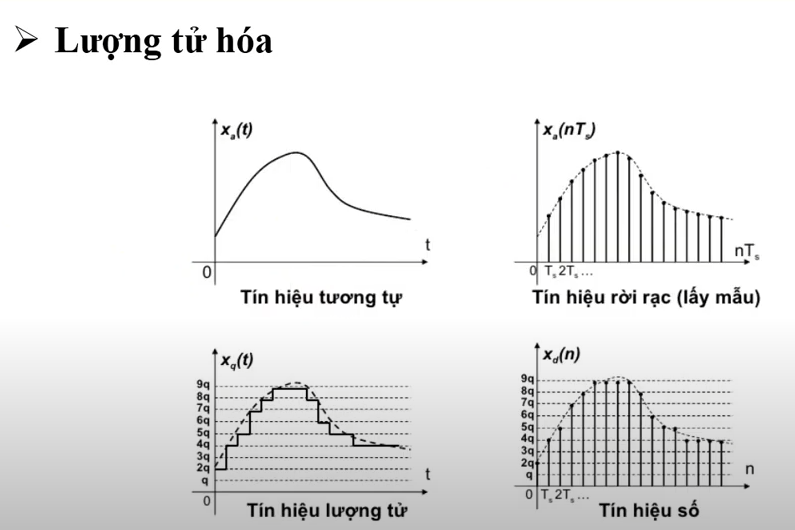 ➢ Lượng tử hóa
xₐ(t)
t
0
Tín hiệu tương tự
xₐ(nTₛ)
nTₛ
0 Tₛ 2Tₛ ...
Tín hiệu rời rạc (lấy mẫu)
x_q(t)
9q
8q
7q
6q
5q
4q
3q
2q
q
t
0
Tín hiệu lượng tử
x_d(n)
9q
8q
7q
6q
5q
4q
3q
2q
q
n
0 Tₛ 2Tₛ ...
Tín hiệu số